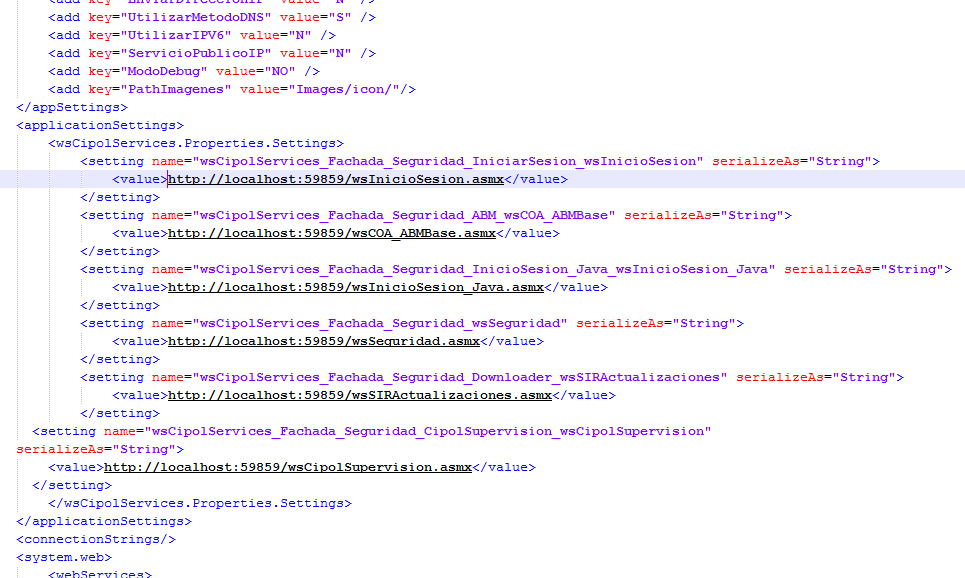 <add key="EnviarDireccionIP" value="N" />
<add key="UtilizarMetodoDNS" value="S" />
<add key="UtilizarIPV6" value="N" />
<add key="ServicioPublicoIP" value="N" />
<add key="ModoDebug" value="NO" />
<add key="PathImagenes" value="Images/icon/"/>
</appSettings>
<applicationSettings>
<wsCipolServices.Properties.Settings>
<setting name="wsCipolServices_Fachada_Seguridad_IniciarSesion_wsInicioSesion" serializeAs="String">
<value>http://localhost:59859/wsInicioSesion.asmx</value>
</setting>
<setting name="wsCipolServices_Fachada_Seguridad_ABM_wsCOA_ABMBase" serializeAs="String">
<value>http://localhost:59859/wsCOA_ABMBase.asmx</value>
</setting>
<setting name="wsCipolServices_Fachada_Seguridad_InicioSesion_Java_wsInicioSesion_Java" serializeAs="String">
<value>http://localhost:59859/wsInicioSesion_Java.asmx</value>
</setting>
<setting name="wsCipolServices_Fachada_Seguridad_wsSeguridad" serializeAs="String">
<value>http://localhost:59859/wsSeguridad.asmx</value>
</setting>
<setting name="wsCipolServices_Fachada_Seguridad_Downloader_wsSIRActualizaciones" serializeAs="String">
<value>http://localhost:59859/wsSIRActualizaciones.asmx</value>
</setting>
<setting name="wsCipolServices_Fachada_Seguridad_CipolSupervision_wsCipolSupervision"
serializeAs="String">
<value>http://localhost:59859/wsCipolSupervision.asmx</value>
</setting>
</wsCipolServices.Properties.Settings>
</applicationSettings>
<connectionStrings/>
<system.web>
<webServices>